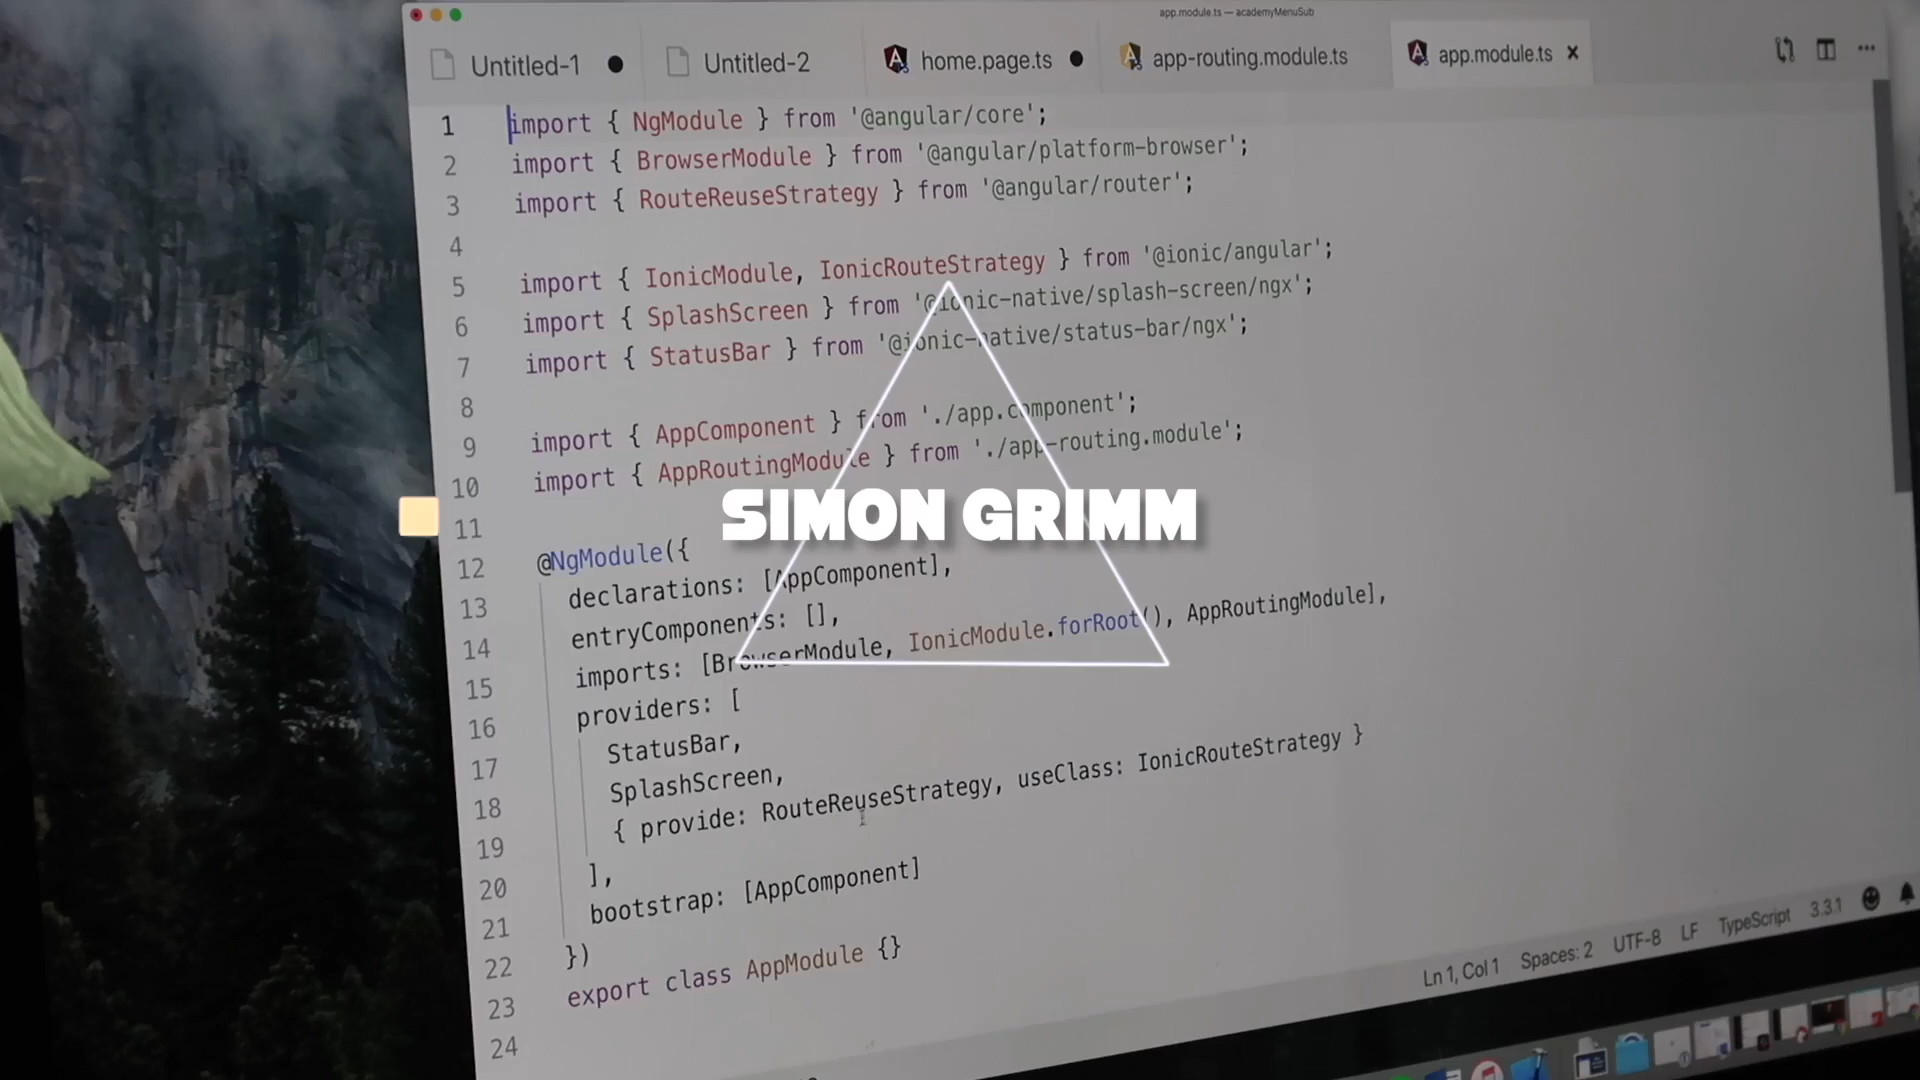 app.module.ts — academyMenuSub
Untitled-1
Untitled-2
home.page.ts
app-routing.module.ts
app.module.ts
1 import { NgModule } from '@angular/core';
2 import { BrowserModule } from '@angular/platform-browser';
3 import { RouteReuseStrategy } from '@angular/router';
4
5 import { IonicModule, IonicRouteStrategy } from '@ionic/angular';
6 import { SplashScreen } from '@ionic-native/splash-screen/ngx';
7 import { StatusBar } from '@ionic-native/status-bar/ngx';
8
9 import { AppComponent } from './app.component';
10 import { AppRoutingModule } from './app-routing.module';
SIMON GRIMM
11
12 @NgModule({
13 declarations: [AppComponent],
14 entryComponents: [],
15 imports: [BrowserModule, IonicModule.forRoot(), AppRoutingModule],
16 providers: [
17 StatusBar,
18 SplashScreen,
19 { provide: RouteReuseStrategy, useClass: IonicRouteStrategy }
20 ],
21 bootstrap: [AppComponent]
22 })
23 export class AppModule {}
24
Ln 1, Col 1 Spaces: 2 UTF-8 LF TypeScript 3.3.1